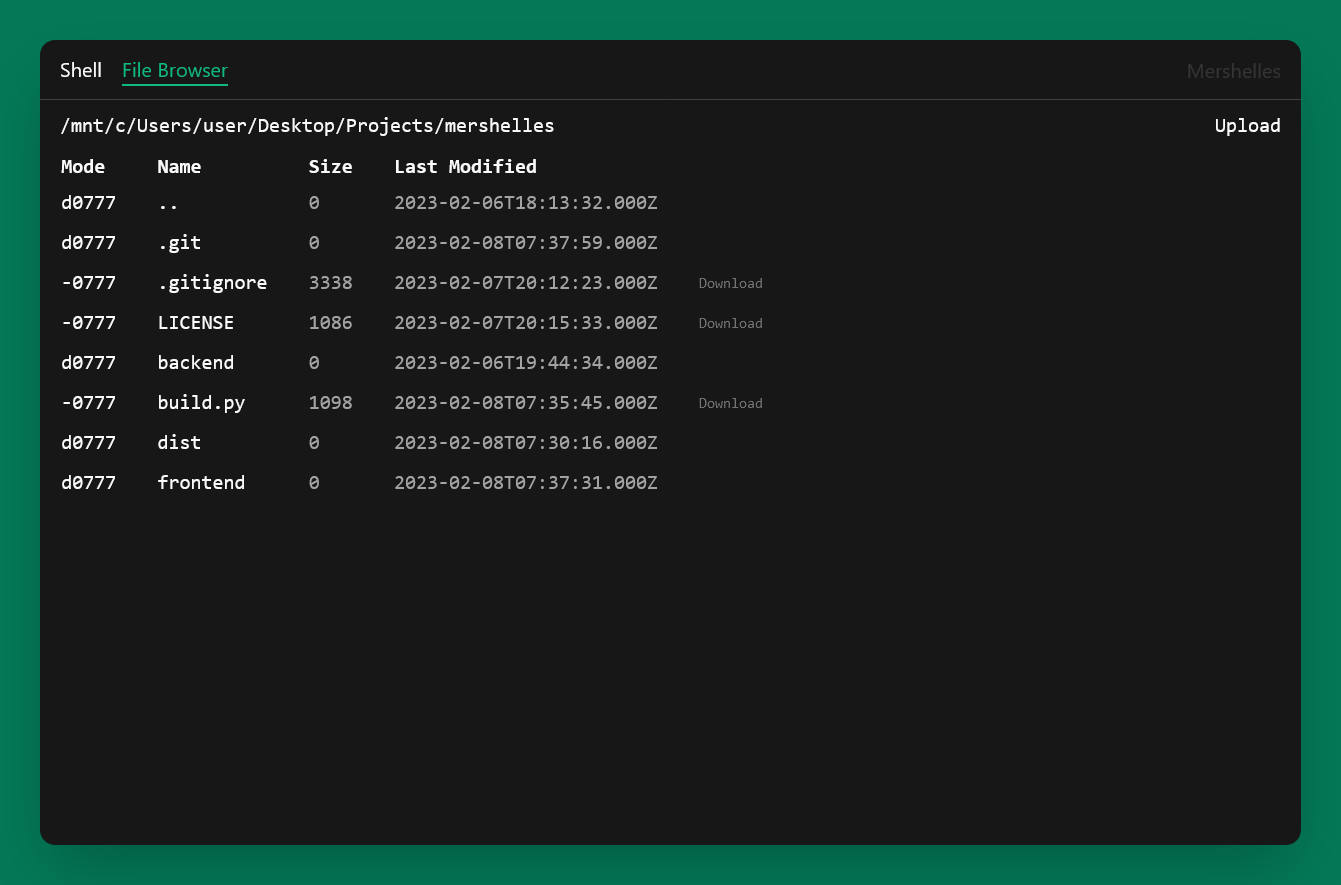 Shell File Browser Mershelles
/mnt/c/Users/user/Desktop/Projects/mershelles Upload
Mode Name Size Last Modified
d0777 .. 0 2023-02-06T18:13:32.000Z
d0777 .git 0 2023-02-08T07:37:59.000Z
-0777 .gitignore 3338 2023-02-07T20:12:23.000Z Download
-0777 LICENSE 1086 2023-02-07T20:15:33.000Z Download
d0777 backend 0 2023-02-06T19:44:34.000Z
-0777 build.py 1098 2023-02-08T07:35:45.000Z Download
d0777 dist 0 2023-02-08T07:30:16.000Z
d0777 frontend 0 2023-02-08T07:37:31.000Z